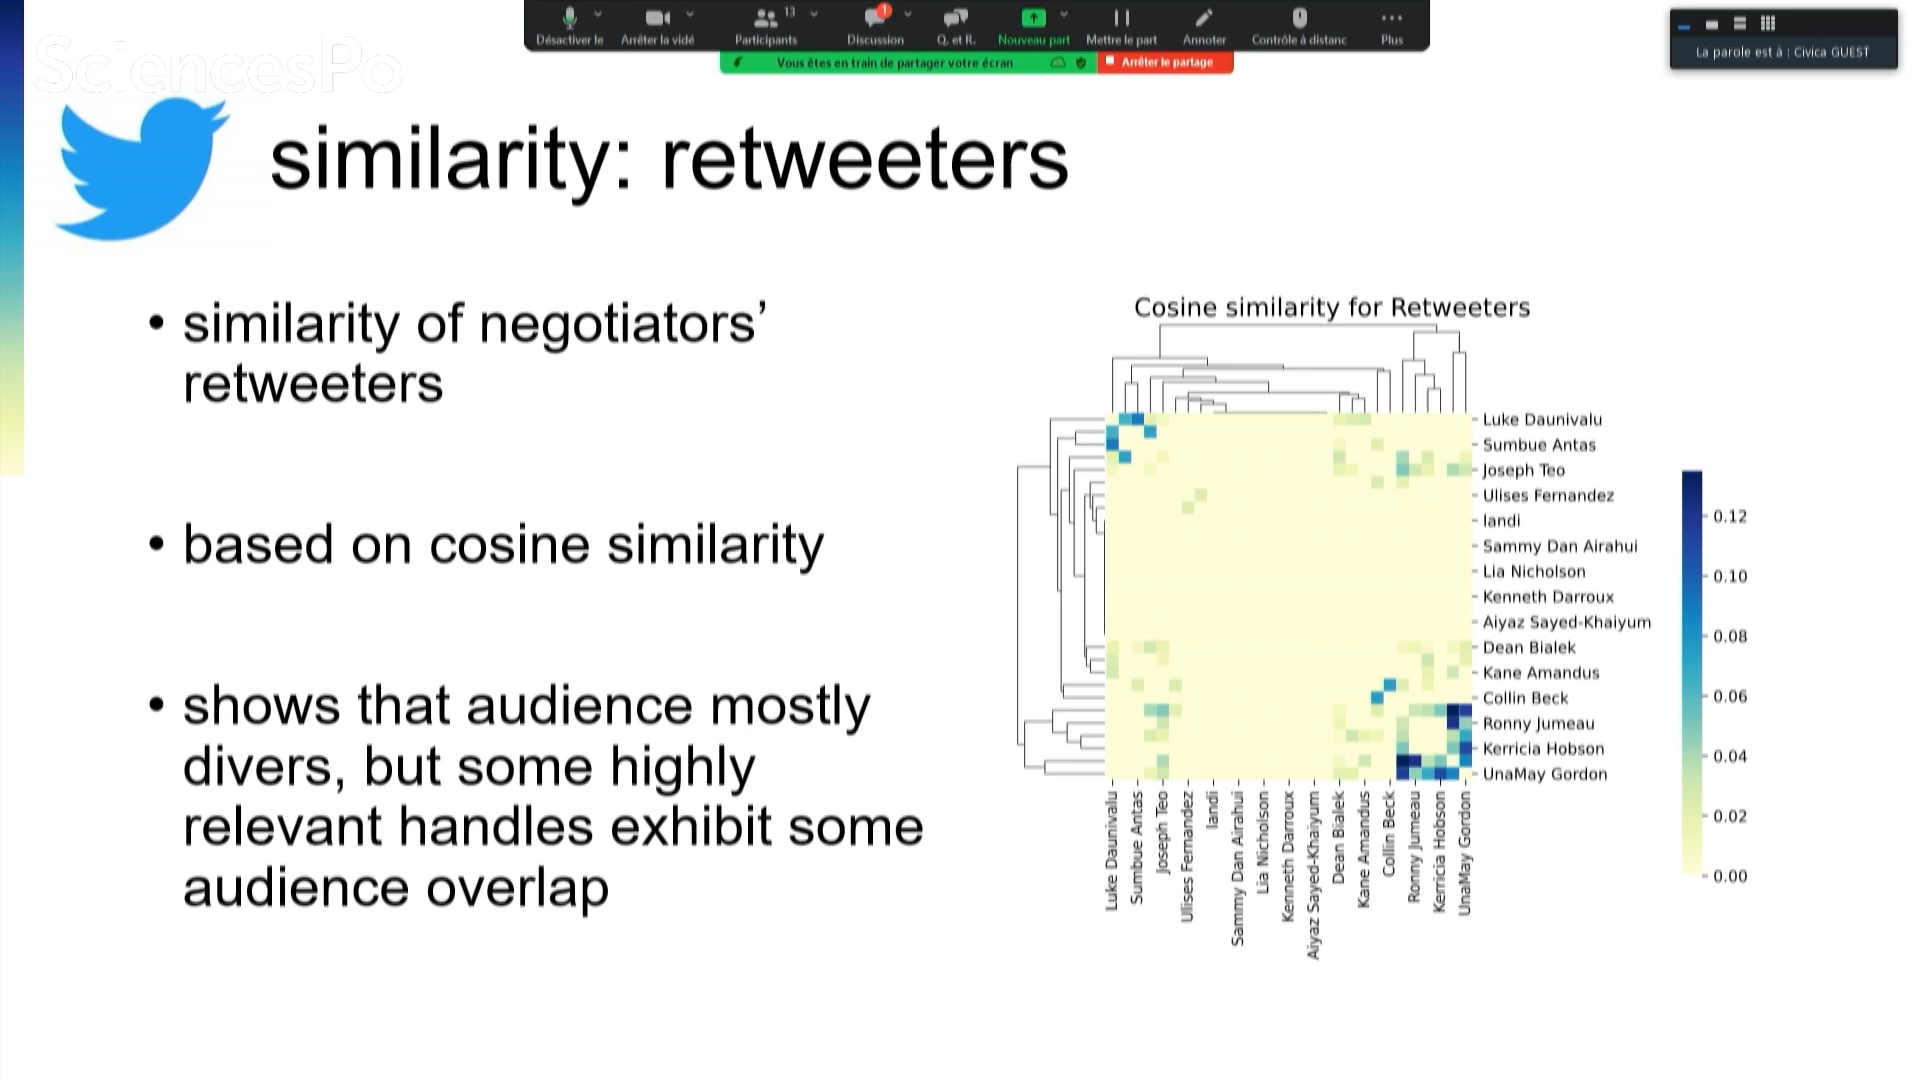 Désactiver le
Arrêter la vidé
Participants
13
Discussion
1
Q. et R.
Nouveau part
Mettre le part
Annoter
Contrôle à distanc
Plus
Vous êtes en train de partager votre écran
Arrêter le partage
La parole est à : Civica GUEST
SciencesPo
similarity: retweeters
• similarity of negotiators’
retweeters
• based on cosine similarity
• shows that audience mostly
divers, but some highly
relevant handles exhibit some
audience overlap
Cosine similarity for Retweeters
Luke Daunivalu
Sumbue Antas
Joseph Teo
Ulises Fernandez
Iandi
Sammy Dan Airahui
Lia Nicholson
Kenneth Darroux
Aiyaz Sayed-Khaiyum
Dean Bialek
Kane Amandus
Collin Beck
Ronny Jumeau
Kerricia Hobson
UnaMay Gordon
0.12
0.10
0.08
0.06
0.04
0.02
0.00
Luke Daunivalu
Sumbue Antas
Joseph Teo
Ulises Fernandez
Iandi
Sammy Dan Airahui
Lia Nicholson
Kenneth Darroux
Aiyaz Sayed-Khaiyum
Dean Bialek
Kane Amandus
Collin Beck
Ronny Jumeau
Kerricia Hobson
UnaMay Gordon